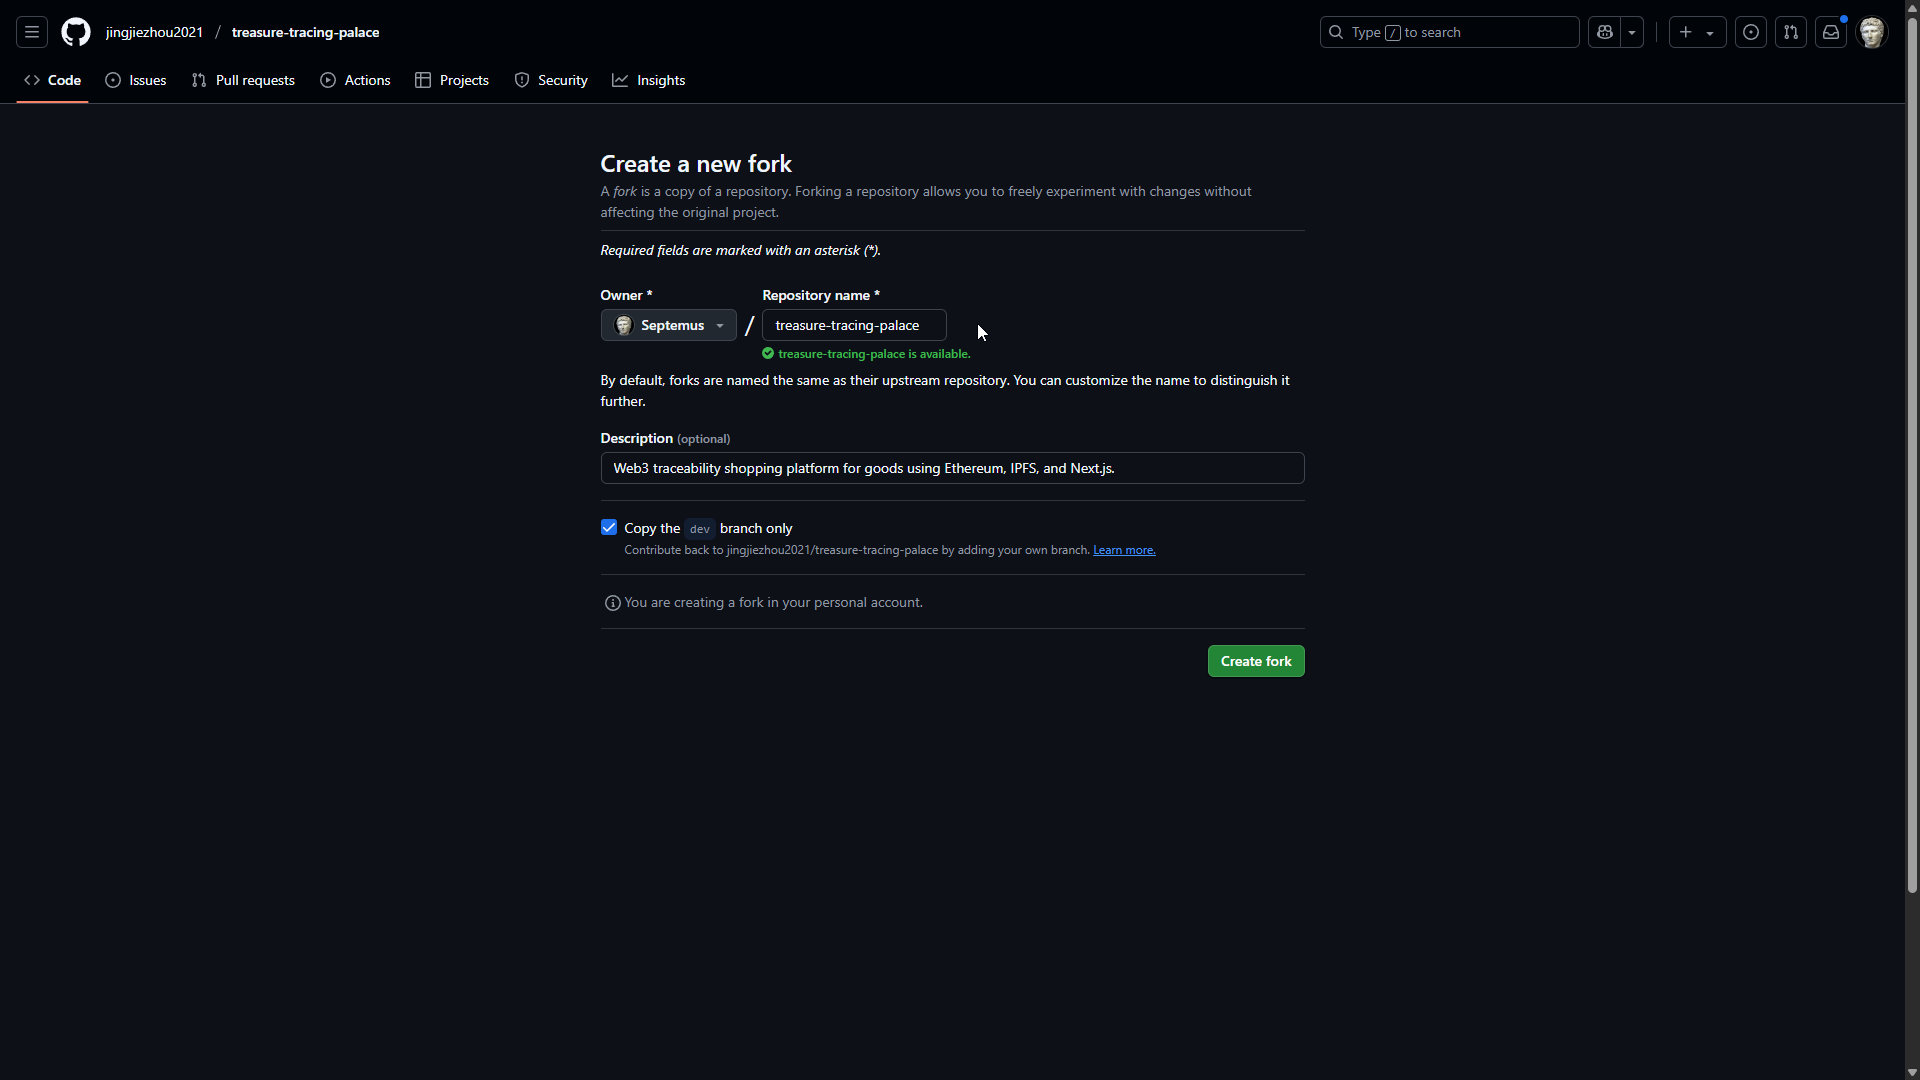 jingjiezhou2021 / treasure-tracing-palace
Type / to search
Code Issues Pull requests Actions Projects Security Insights
Create a new fork
A fork is a copy of a repository. Forking a repository allows you to freely experiment with changes without
affecting the original project.
Required fields are marked with an asterisk (*).
Owner * Repository name *
Septemus / treasure-tracing-palace
treasure-tracing-palace is available.
By default, forks are named the same as their upstream repository. You can customize the name to distinguish it
further.
Description (optional)
Web3 traceability shopping platform for goods using Ethereum, IPFS, and Next.js.
Copy the dev branch only
Contribute back to jingjiezhou2021/treasure-tracing-palace by adding your own branch. Learn more.
You are creating a fork in your personal account.
Create fork